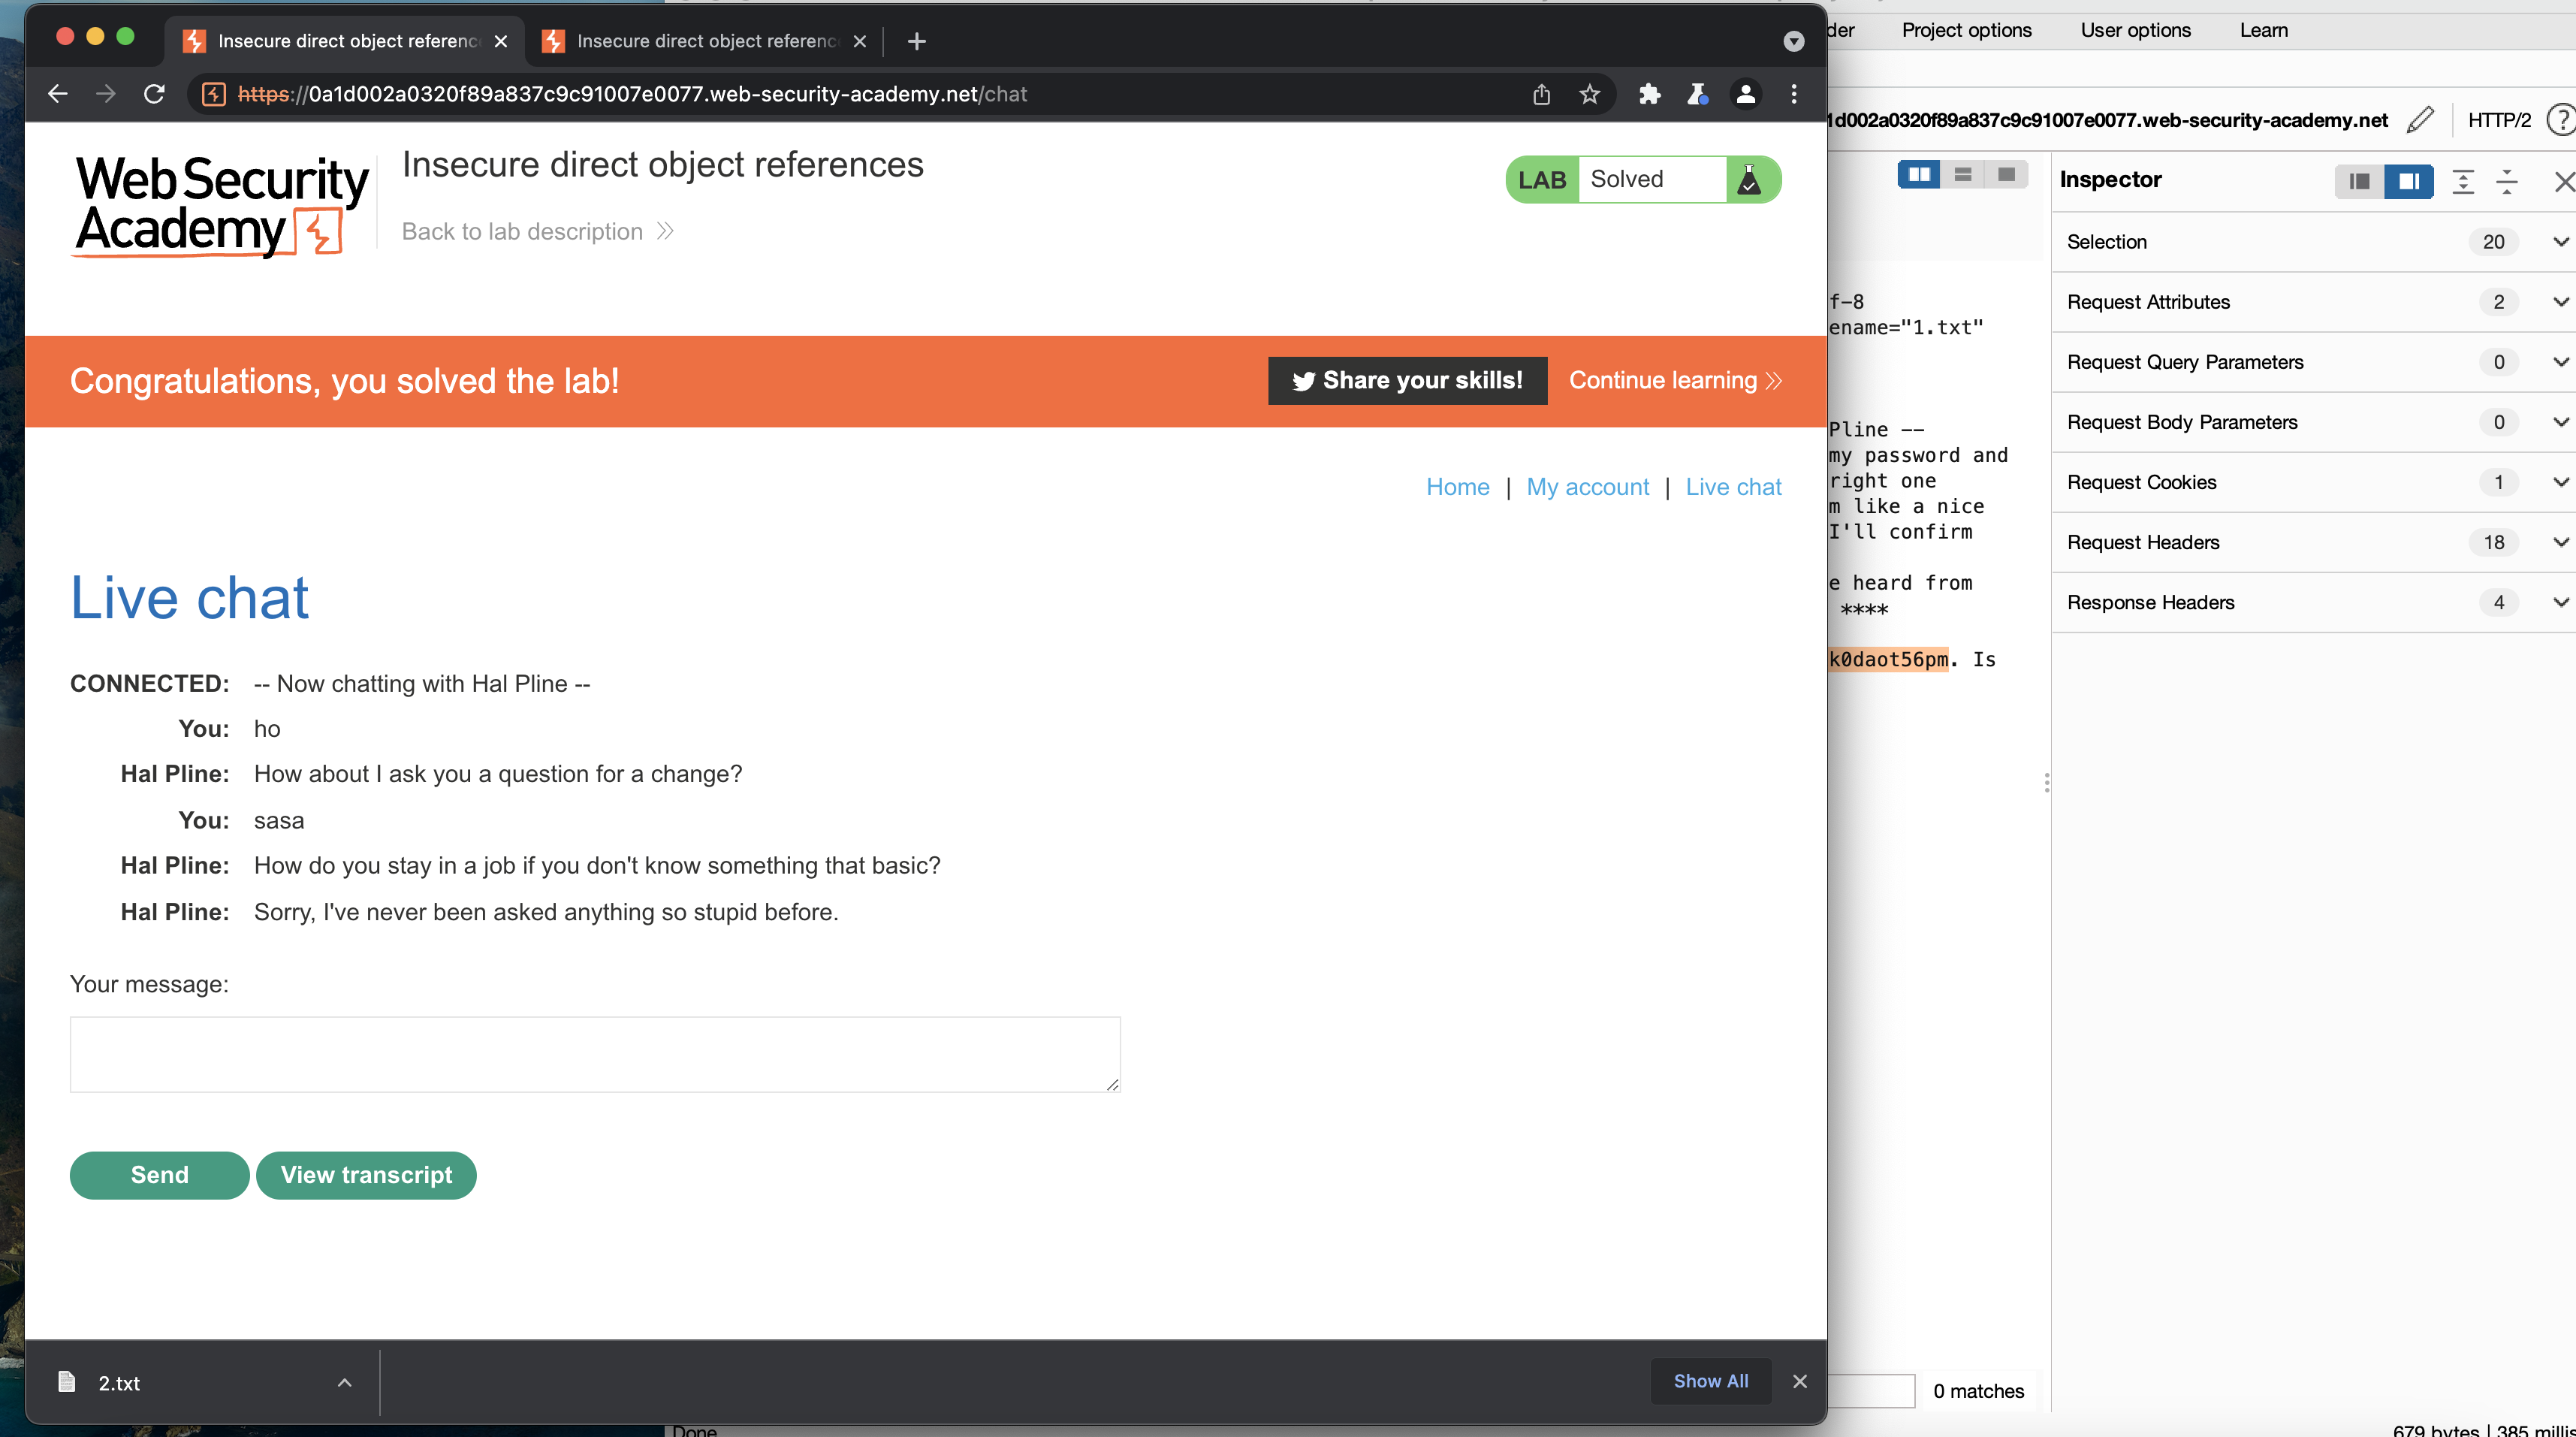 Insecure direct object referenc
Insecure direct object referenc
https://0a1d002a0320f89a837c9c91007e0077.web-security-academy.net/chat
Web Security
Academy
Insecure direct object references
Back to lab description
LAB Solved
Congratulations, you solved the lab!
Share your skills!
Continue learning
Home | My account | Live chat
Live chat
CONNECTED: -- Now chatting with Hal Pline --
You: ho
Hal Pline: How about I ask you a question for a change?
You: sasa
Hal Pline: How do you stay in a job if you don't know something that basic?
Hal Pline: Sorry, I've never been asked anything so stupid before.
Your message:
Send View transcript
2.txt
Show All
der Project options User options Learn
1d002a0320f89a837c9c91007e0077.web-security-academy.net HTTP/2 ?
f-8
ename="1.txt"
Pline --
my password and
right one
m like a nice
I'll confirm
e heard from
****
k0daot56pm. Is
0 matches
Inspector
Selection 20
Request Attributes 2
Request Query Parameters 0
Request Body Parameters 0
Request Cookies 1
Request Headers 18
Response Headers 4
Done
679 bytes | 385 millis